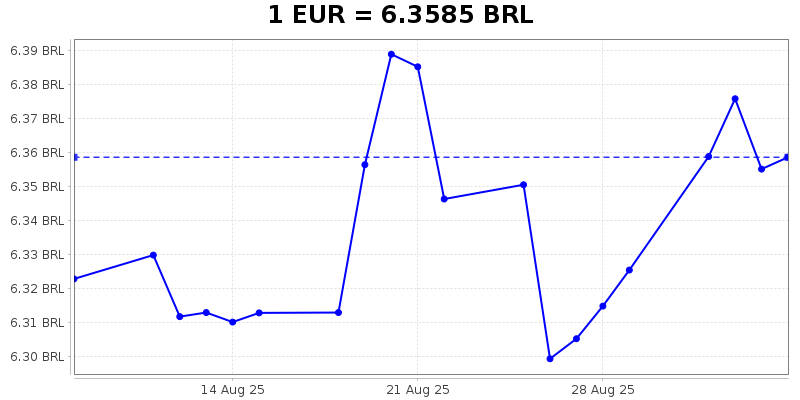 1 EUR = 6.3585 BRL
6.39 BRL
6.38 BRL
6.37 BRL
6.36 BRL
6.35 BRL
6.34 BRL
6.33 BRL
6.32 BRL
6.31 BRL
6.30 BRL
14 Aug 25 21 Aug 25 28 Aug 25